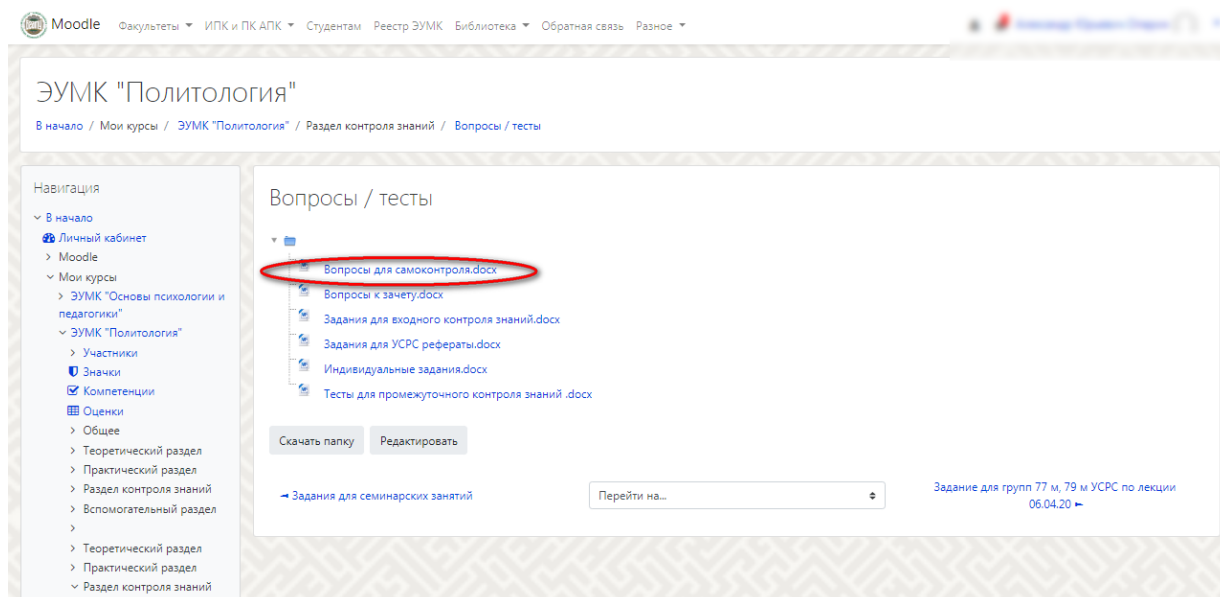 Moodle Факультеты ИПК и ПК АПК Студентам Реестр ЭУМК Библиотека Обратная связь Разное
ЭУМК "Политология"
В начало / Мои курсы / ЭУМК "Политология" / Раздел контроля знаний / Вопросы / тесты
Навигация
В начало
Личный кабинет
Moodle
Мои курсы
ЭУМК "Основы психологии и
педагогики"
ЭУМК "Политология"
Участники
Значки
Компетенции
Оценки
Общее
Теоретический раздел
Практический раздел
Раздел контроля знаний
Вспомогательный раздел
Теоретический раздел
Практический раздел
Раздел контроля знаний
Вопросы / тесты
Вопросы для самоконтроля.docx
Вопросы к зачету.docx
Задания для входного контроля знаний.docx
Задания для УСРС рефераты.docx
Индивидуальные задания.docx
Тесты для промежуточного контроля знаний .docx
Скачать папку Редактировать
◄ Задания для семинарских занятий
Перейти на...
Задание для групп 77 м, 79 м УСРС по лекции
06.04.20 ►